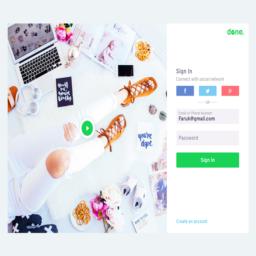 done.
Sign In
Connect with social network
or
Email or Phone Number
Faruk@gmail.com
Password
Sign In
Create an account
you're
dope